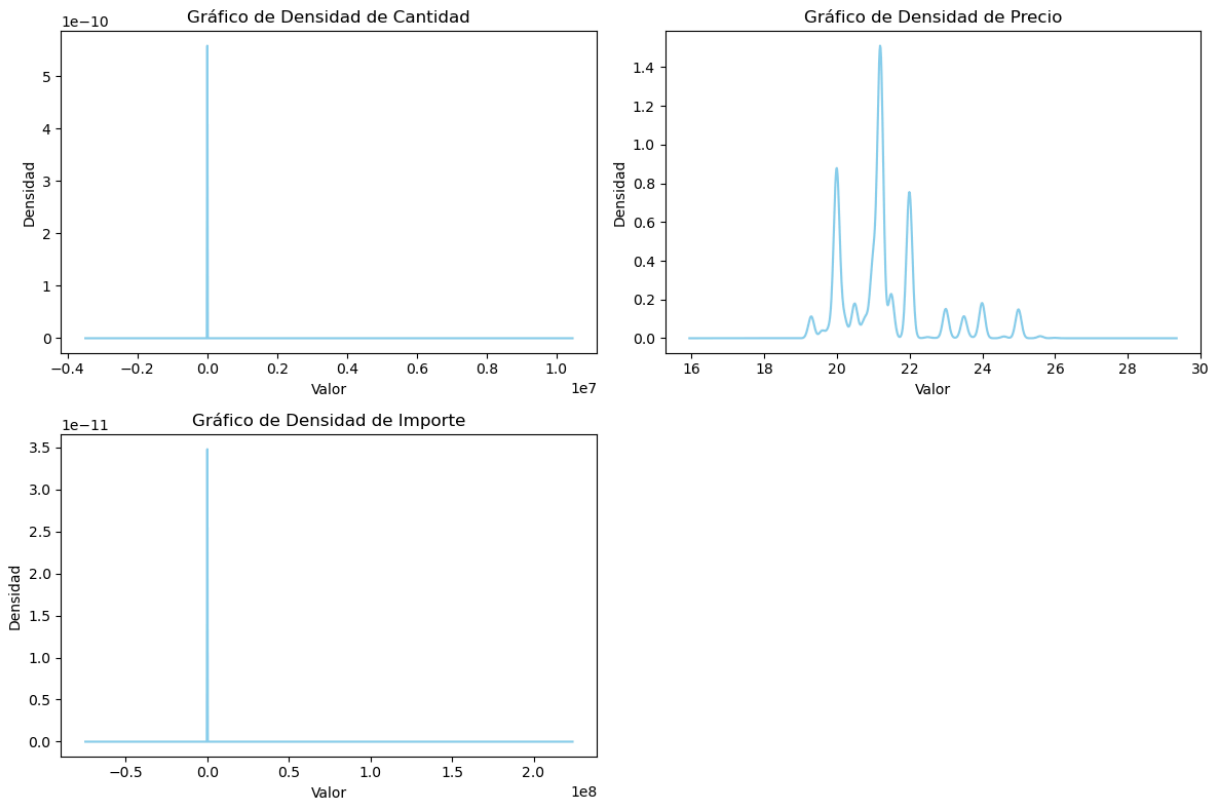 Gráfico de Densidad de Cantidad
1e−10
5
4
3
2
1
0
Densidad
−0.4 −0.2 0.0 0.2 0.4 0.6 0.8 1.0
Valor
1e7
Gráfico de Densidad de Precio
1.4
1.2
1.0
0.8
0.6
0.4
0.2
0.0
Densidad
16 18 20 22 24 26 28 30
Valor
Gráfico de Densidad de Importe
1e−11
3.5
3.0
2.5
2.0
1.5
1.0
0.5
0.0
Densidad
−0.5 0.0 0.5 1.0 1.5 2.0
Valor
1e8